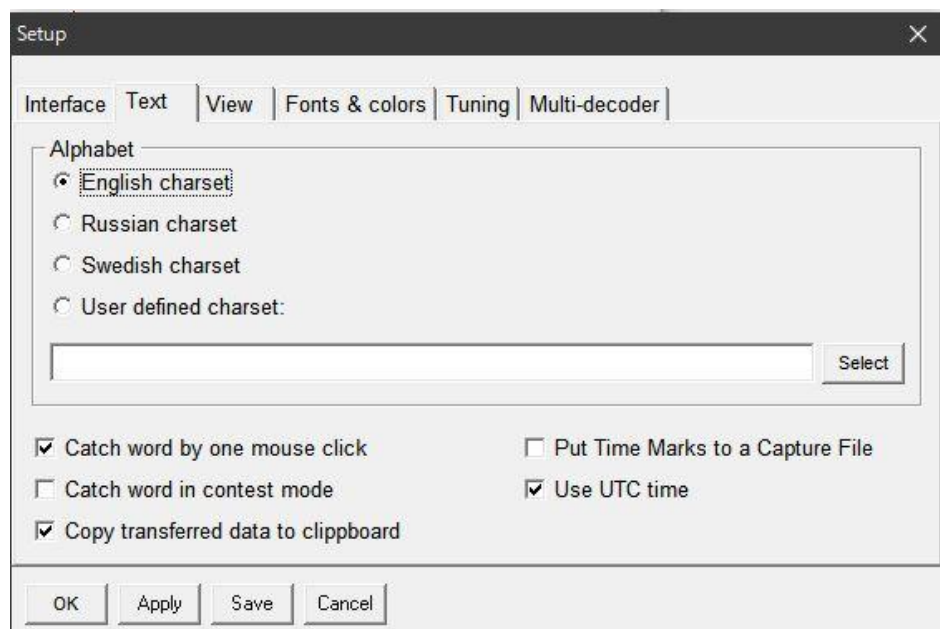 Setup
Interface Text View Fonts & colors Tuning Multi-decoder
Alphabet
English charset
Russian charset
Swedish charset
User defined charset:
Select
Catch word by one mouse click Put Time Marks to a Capture File
Catch word in contest mode Use UTC time
Copy transferred data to clippboard
OK Apply Save Cancel